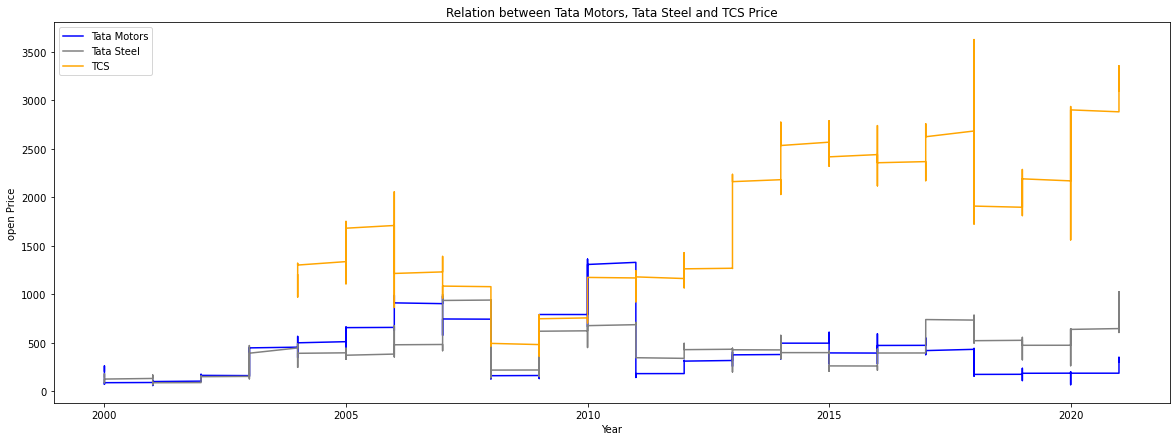 Relation between Tata Motors, Tata Steel and TCS Price
Tata Motors
Tata Steel
TCS
3500
3000
2500
2000
1500
1000
500
0
open Price
2000
2005
2010
2015
2020
Year